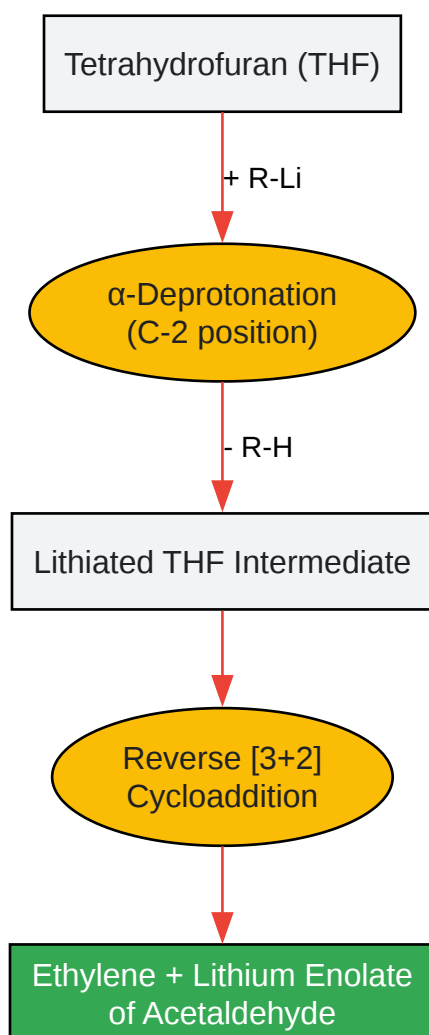 Tetrahydrofuran (THF)
+ R-Li
α-Deprotonation
(C-2 position)
- R-H
Lithiated THF Intermediate
Reverse [3+2]
Cycloaddition
Ethylene + Lithium Enolate
of Acetaldehyde